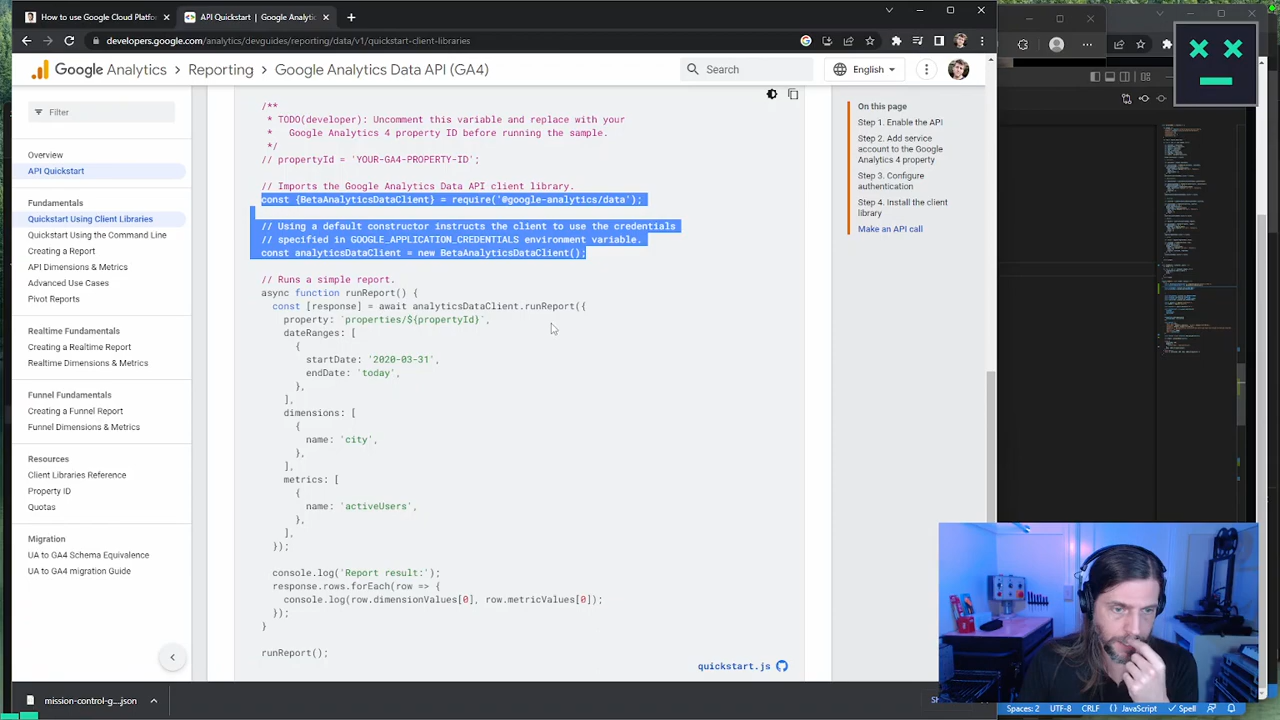 How to use Google Cloud Platfo
API Quickstart | Google Analytic
developers.google.com/analytics/devguides/reporting/data/v1/quickstart-client-libraries
Google Analytics
Reporting
Google Analytics Data API (GA4)
Search
English
Filter
Overview
API Quickstart
Fundamentals
Quickstart Using Client Libraries
Quickstart Using the Command Line
Creating a Report
API Dimensions & Metrics
Advanced Use Cases
Pivot Reports
Realtime Fundamentals
Creating a Realtime Report
Realtime Dimensions & Metrics
Funnel Fundamentals
Creating a Funnel Report
Funnel Dimensions & Metrics
Resources
Client Libraries Reference
Property ID
Quotas
Migration
UA to GA4 Schema Equivalence
UA to GA4 migration Guide
/**
* TODO(developer): Uncomment this variable and replace with your
*   Google Analytics 4 property ID before running the sample.
*/
// propertyId = 'YOUR-GA4-PROPERTY-ID';
// Imports the Google Analytics Data API client library.
const {BetaAnalyticsDataClient} = require('@google-analytics/data');
// Using a default constructor instructs the client to use the credentials
// specified in GOOGLE_APPLICATION_CREDENTIALS environment variable.
const analyticsDataClient = new BetaAnalyticsDataClient();
// Runs a simple report.
async function runReport() {
const [response] = await analyticsDataClient.runReport({
property: `properties/${propertyId}`,
dateRanges: [
{
startDate: '2020-03-31',
endDate: 'today',
},
],
dimensions: [
{
name: 'city',
},
],
metrics: [
{
name: 'activeUsers',
},
],
});
console.log('Report result:');
response.rows.forEach(row => {
console.log(row.dimensionValues[0], row.metricValues[0]);
});
}
runReport();
quickstart.js
On this page
Step 1. Enable the API
Step 2. Add service
account to the Google
Analytics 4 property
Step 3. Configure
authentication
Step 4. Install the client
library
Make an API call
mission-control-g....json
Spaces: 2
UTF-8
CRLF
{} JavaScript
Spell